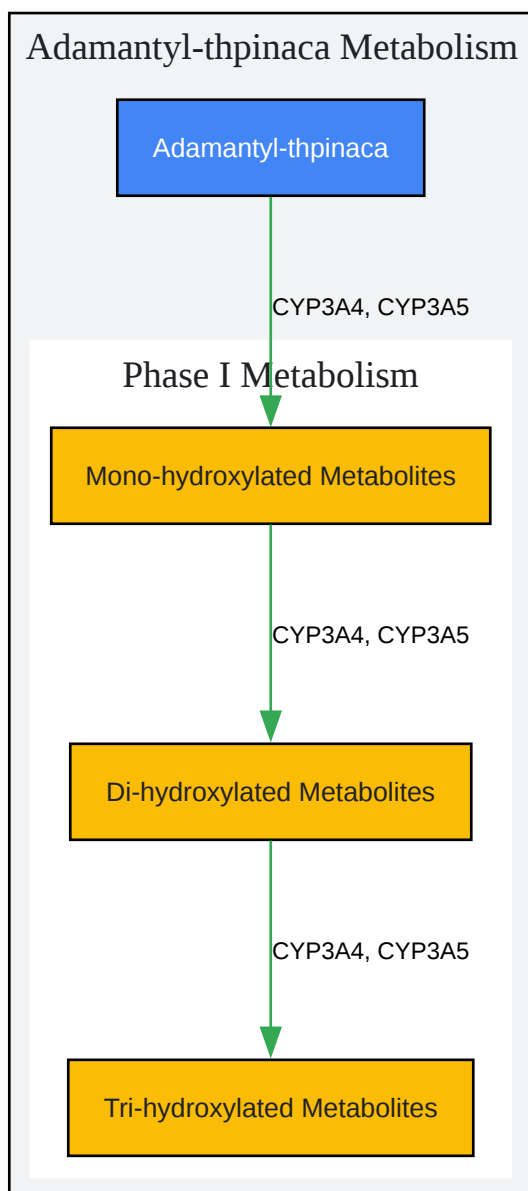 Adamantyl-thpinaca Metabolism
Adamantyl-thpinaca
CYP3A4, CYP3A5
Phase I Metabolism
Mono-hydroxylated Metabolites
CYP3A4, CYP3A5
Di-hydroxylated Metabolites
CYP3A4, CYP3A5
Tri-hydroxylated Metabolites